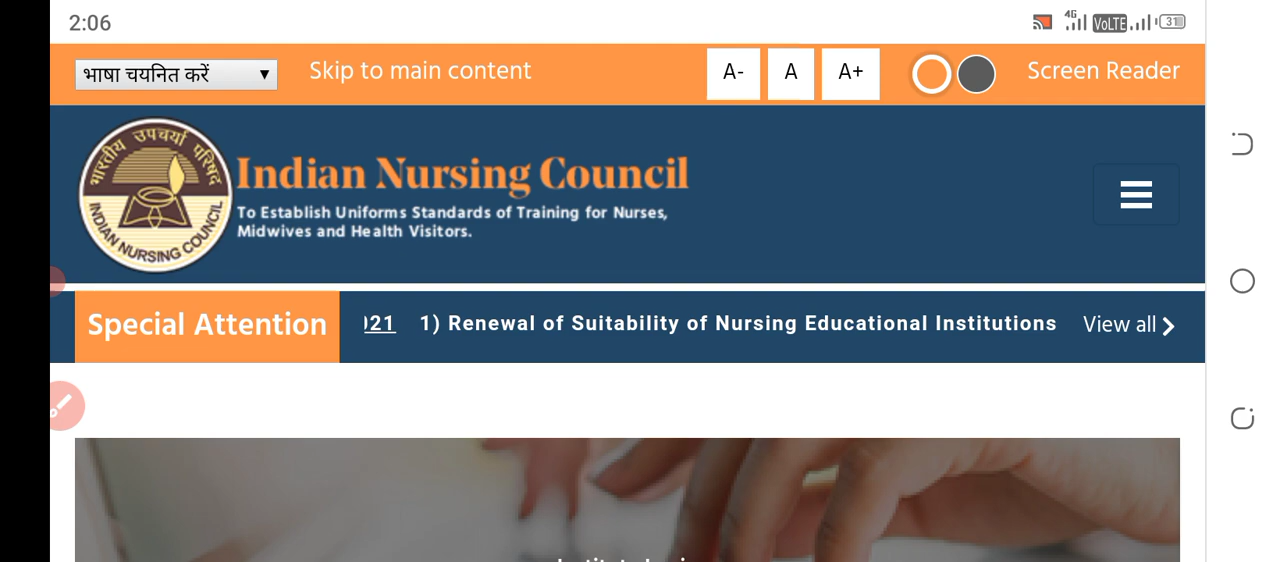 2:06
4G
VoLTE
31
भाषा चयनित करें
Skip to main content
A-
A
A+
Screen Reader
भारतीय उपचर्या परिषद
INDIAN NURSING COUNCIL
Indian Nursing Council
To Establish Uniforms Standards of Training for Nurses,
Midwives and Health Visitors.
Special Attention
21 1) Renewal of Suitability of Nursing Educational Institutions
View all